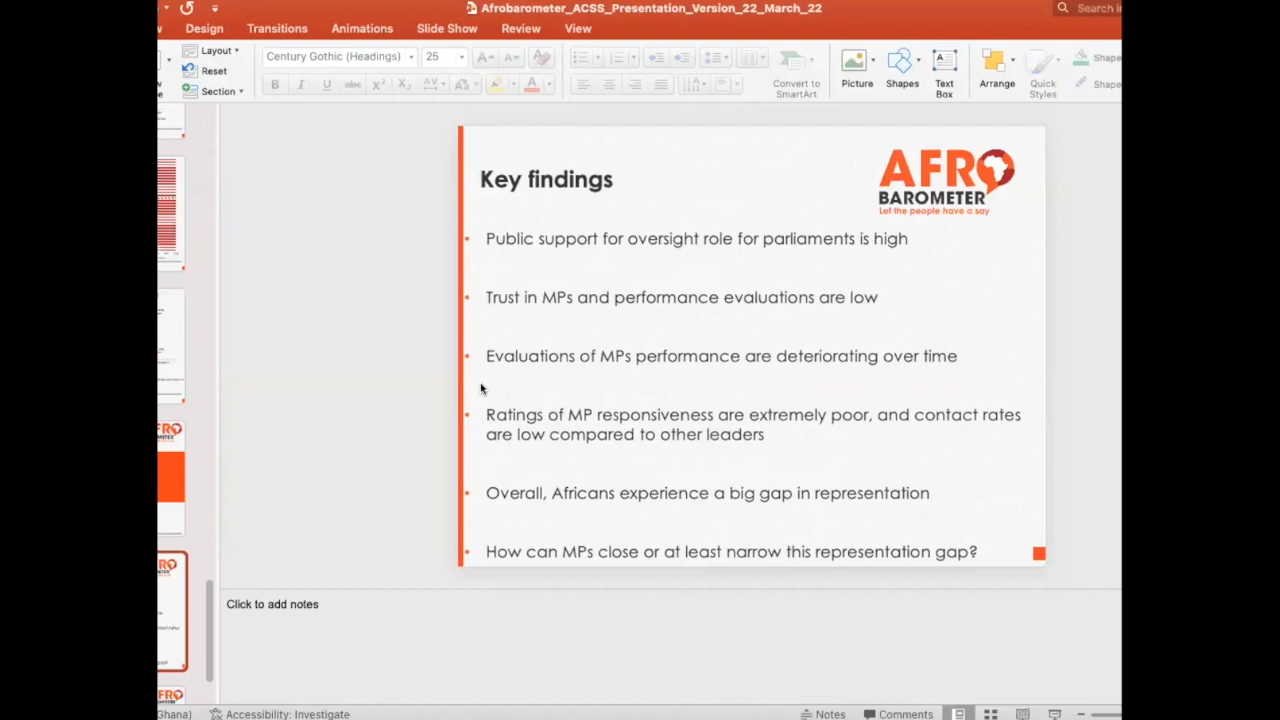 Afrobarometer_ACSS_Presentation_Version_22_March_22
Search in
Design Transitions Animations Slide Show Review View
Layout
Reset
Section
Century Gothic (Headings) 25
Convert to
SmartArt
Picture Shapes Text
Box
Arrange Quick
Styles
Shape
Shape
AFRO
BAROMETER
Let the people have a say
Key findings
• Public support for oversight role for parliaments is high
• Trust in MPs and performance evaluations are low
• Evaluations of MPs performance are deteriorating over time
• Ratings of MP responsiveness are extremely poor, and contact rates
are low compared to other leaders
• Overall, Africans experience a big gap in representation
• How can MPs close or at least narrow this representation gap?
Click to add notes
Ghana) Accessibility: Investigate Notes Comments